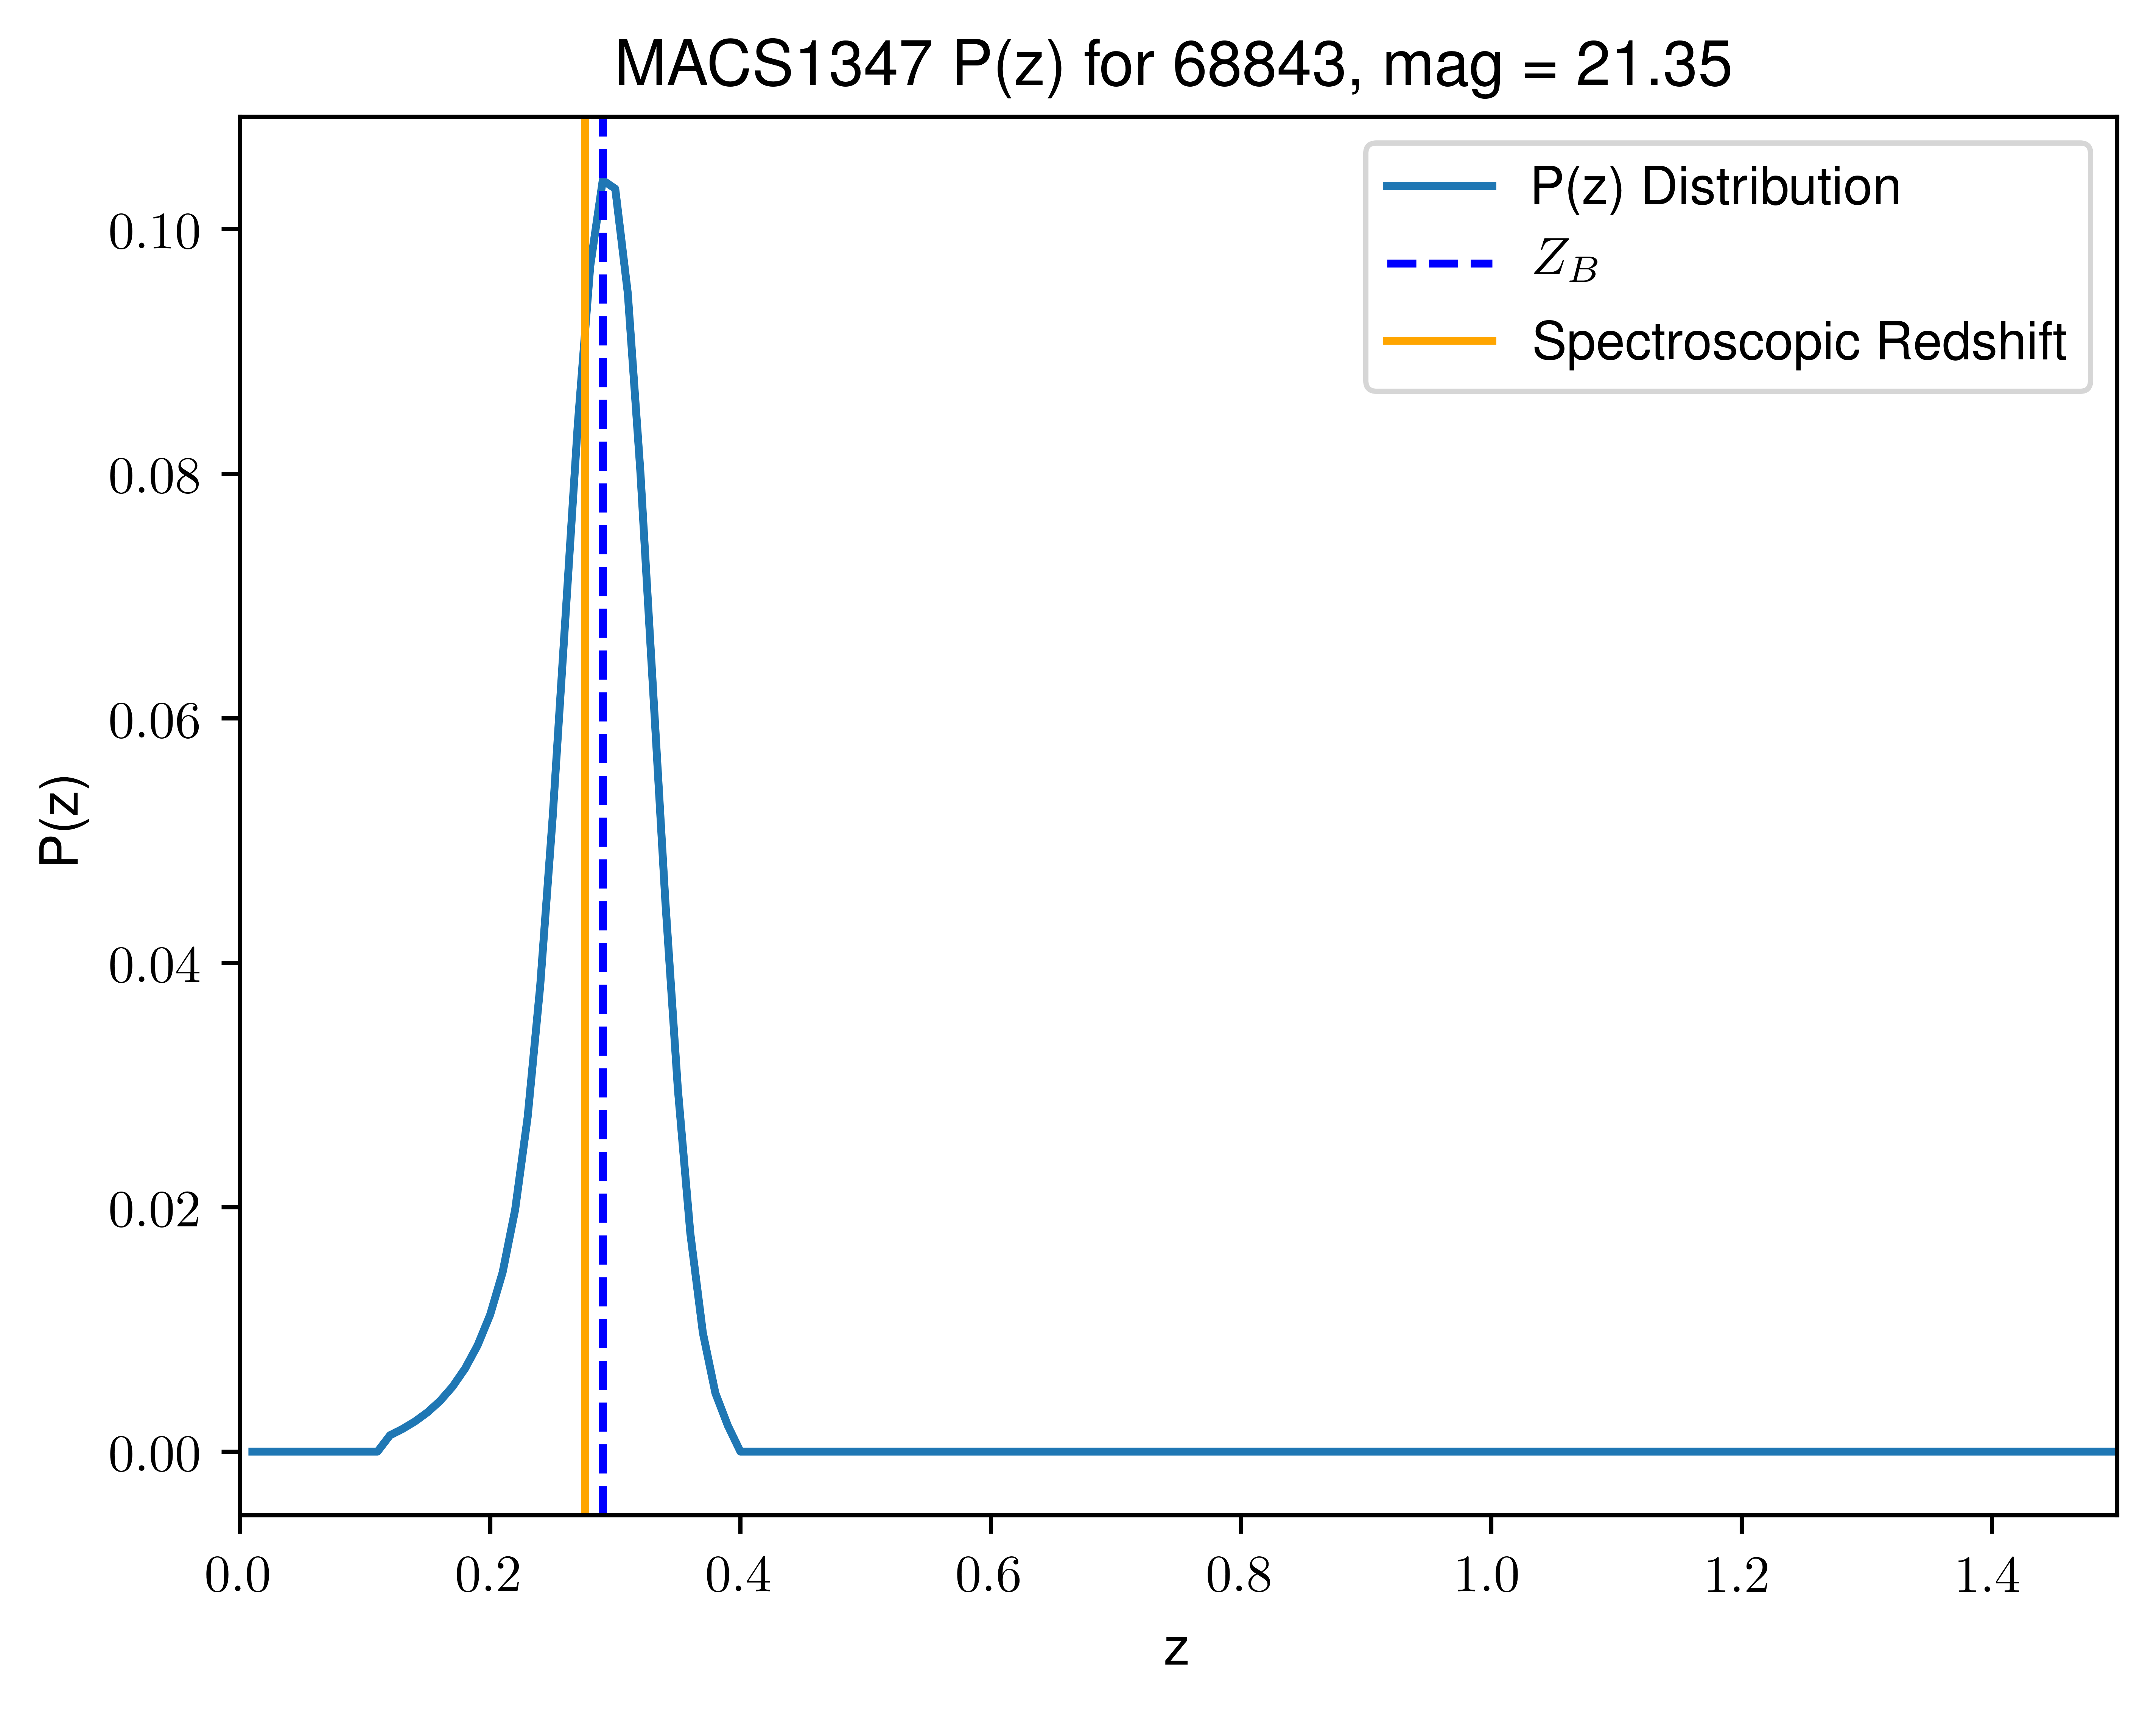 MACS1347 P(z) for 68843, mag = 21.35
P(z) Distribution
Z_B
Spectroscopic Redshift
0.10
0.08
0.06
0.04
0.02
0.00
P(z)
0.0 0.2 0.4 0.6 0.8 1.0 1.2 1.4
z